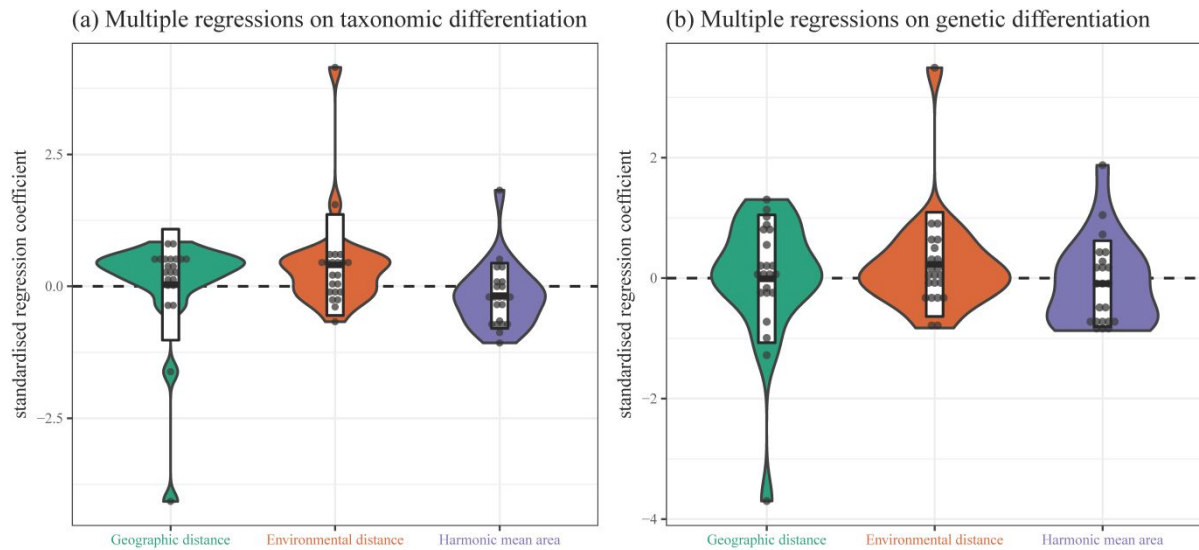 (a) Multiple regressions on taxonomic differentiation
standardised regression coefficient
2.5
0.0
−2.5
Geographic distance
Environmental distance
Harmonic mean area
(b) Multiple regressions on genetic differentiation
standardised regression coefficient
2
0
−2
−4
Geographic distance
Environmental distance
Harmonic mean area